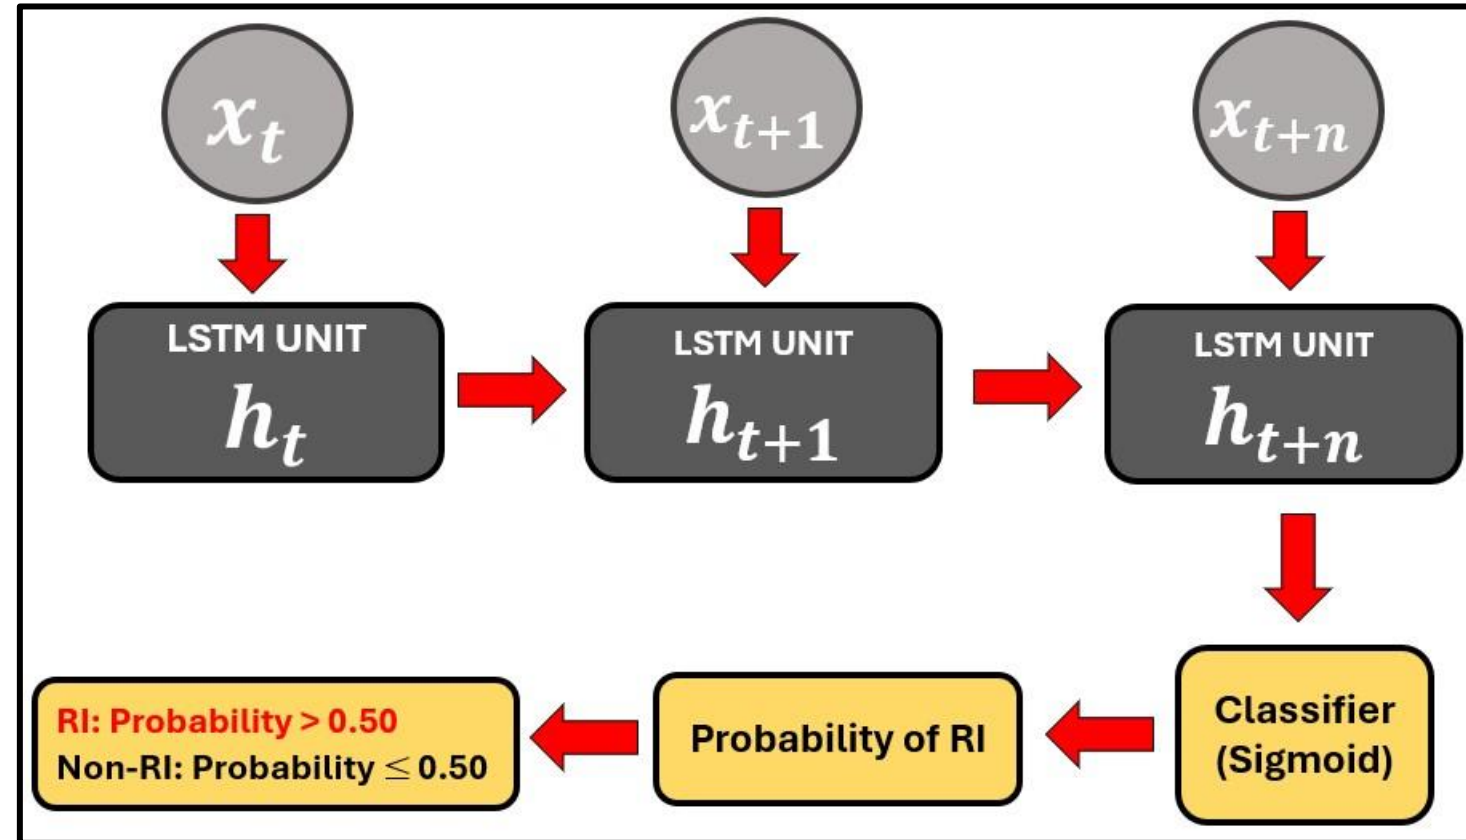 x_t
x_{t+1}
x_{t+n}
LSTM UNIT
h_t
LSTM UNIT
h_{t+1}
LSTM UNIT
h_{t+n}
Classifier
(Sigmoid)
Probability of RI
RI: Probability > 0.50
Non-RI: Probability ≤ 0.50